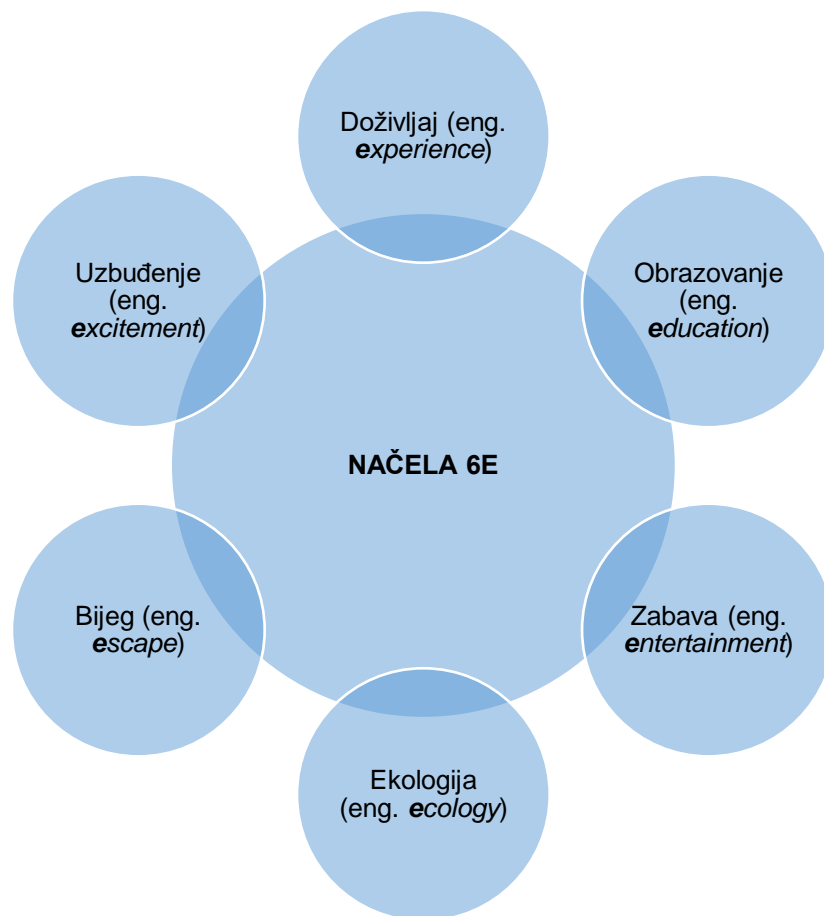 Doživljaj (eng.
experience)
Uzbuđenje
(eng.
excitement)
Obrazovanje
(eng.
education)
NAČELA 6E
Bijeg (eng.
escape)
Zabava (eng.
entertainment)
Ekologija
(eng. ecology)